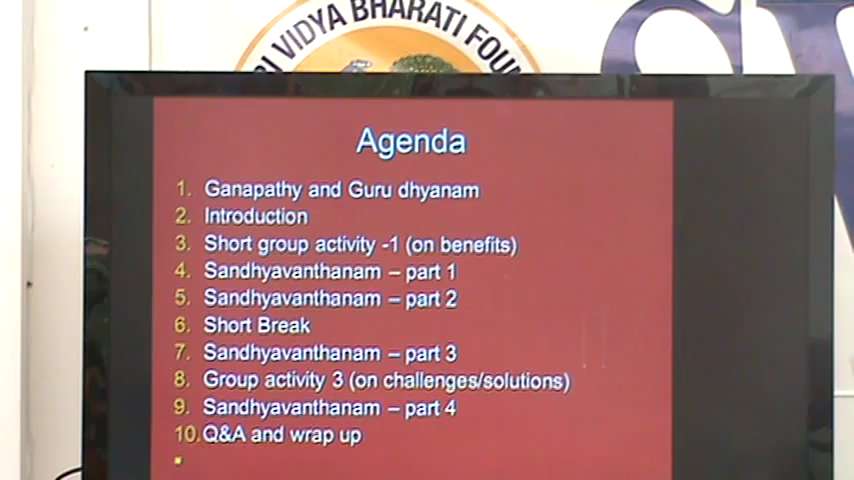 RI VIDYA BHARATI FOUN
Agenda
1. Ganapathy and Guru dhyanam
2. Introduction
3. Short group activity -1 (on benefits)
4. Sandhyavanthanam – part 1
5. Sandhyavanthanam – part 2
6. Short Break
7. Sandhyavanthanam – part 3
8. Group activity 3 (on challenges/solutions)
9. Sandhyavanthanam – part 4
10. Q&A and wrap up